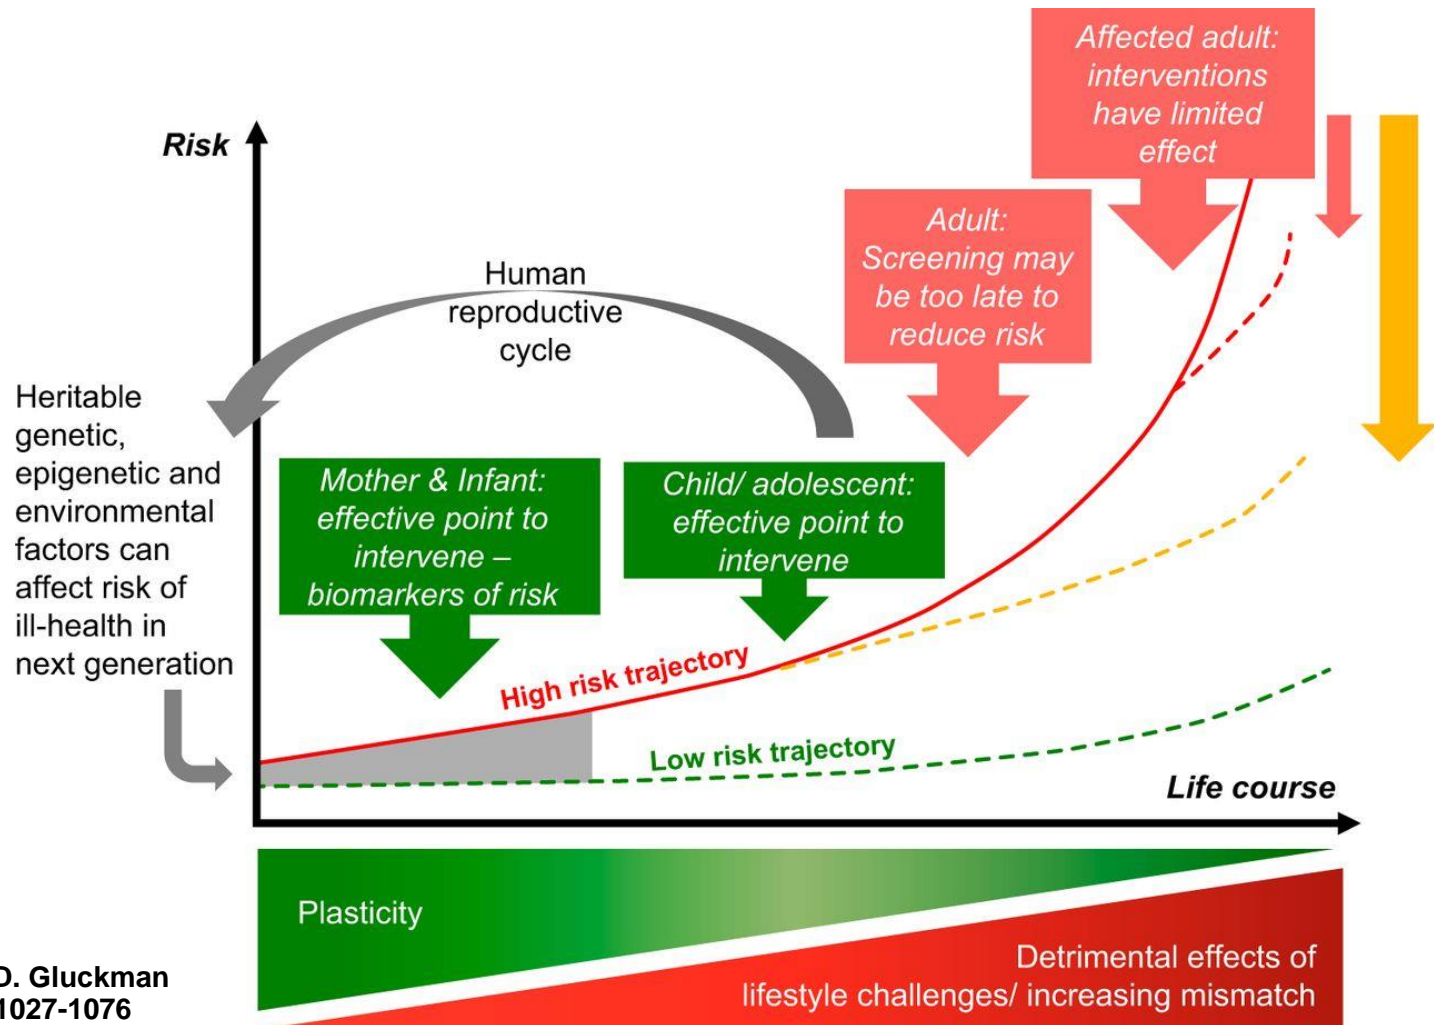 Affected adult:
interventions
have limited
effect
Risk
Adult:
Screening may
be too late to
reduce risk
Human
reproductive
cycle
Heritable
genetic,
epigenetic and
environmental
factors can
affect risk of
ill-health in
next generation
Mother & Infant:
effective point to
intervene –
biomarkers of risk
Child/ adolescent:
effective point to
intervene
High risk trajectory
Low risk trajectory
Life course
Plasticity
Detrimental effects of
lifestyle challenges/ increasing mismatch
D. Gluckman
1027-1076